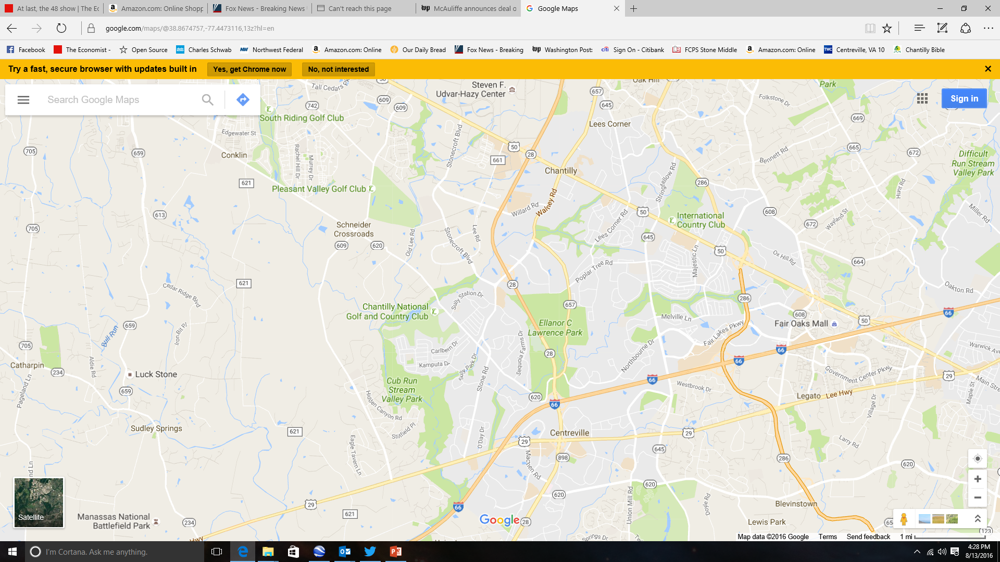 At last, the 48 show | The Ec
Amazon.com: Online Shopp
Fox News - Breaking News
Can't reach this page
McAuliffe announces deal o
Google Maps
google.com/maps/@38.8674757,-77.4473116,13z?hl=en
Facebook
The Economist -
Open Source
Charles Schwab
Northwest Federal
Amazon.com: Online
Our Daily Bread
Fox News - Breaking
Washington Post:
Sign On - Citibank
FCPS Stone Middle
Amazon.com: Online
Centreville, VA 10
Chantilly Bible
Try a fast, secure browser with updates built in
Yes, get Chrome now
No, not interested
Search Google Maps
Sign in
Tall Cedars Pk
Steven F.
Udvar-Hazy Center
Oak Hill
Park
Folkstone Dr
50
609
609
742
657
645
669
South Riding Golf Club
Lees Corner
Edgewater St
Conklin
Rachel Hill Dr
Murrey Dr
Stonecroft Blvd
705
659
50
28
661
Chantilly
665
672
Bennett Rd
Difficult
Run Stream
Valley Park
621
Pleasant Valley Golf Club
Stringfellow Rd
286
Hunt Rd
Walney Rd
Willard Rd
613
50
608
Miller Rd
International
Country Club
Wayland St
672
705
Schneider
Crossroads
609
620
Old Lee Rd
Stonecroft Blvd
Lee Rd
Lees Corner Rd
645
50
Majestic Ln
Ox Hill Rd
664
Poplar Tree Rd
621
28
Cedar Ridge Blvd
Oakton Rd
Sully Station Dr
286
Chantilly National
Golf and Country Club
657
Melville Ln
608
Fair Oaks Mall
50
66
659
Bull Run
Iron Bit Pl
Ellanor C
Lawrence Park
Fair Lakes Pkwy
705
Carlbern Dr
Sequoia Farms Dr
28
Northbourne Dr
66
66
Warwick Ave
Catharpin
234
Aldie Rd
Kamputa Dr
Sully Park Dr
Luck Stone
Stone Rd
66
Government Center Pkwy
29
Main Street
Cub Run
Stream
Valley Park
Westbrook Dr
659
Pageland Ln
620
66
Legato
Lee Hwy
Maple St
Village Dr
Hidden Canyon Rd
Sudley Springs
621
Stillfield Pl
Eagle Tavern Ln
O'Day Dr
29
Centreville
29
645
Larry Rd
898
Machen Rd
286
620
620
620
Union Mill Rd
Doyle Rd
nd Ln
29
66
Blevinstown
Satellite
Manassas National
Battlefield Park
234
621
Google
28
Lewis Park
65
123
Hwy
Springs Dr
Map data ©2016 Google
Terms
Send feedback
1 mi
I'm Cortana. Ask me anything.
4:28 PM
8/13/2016